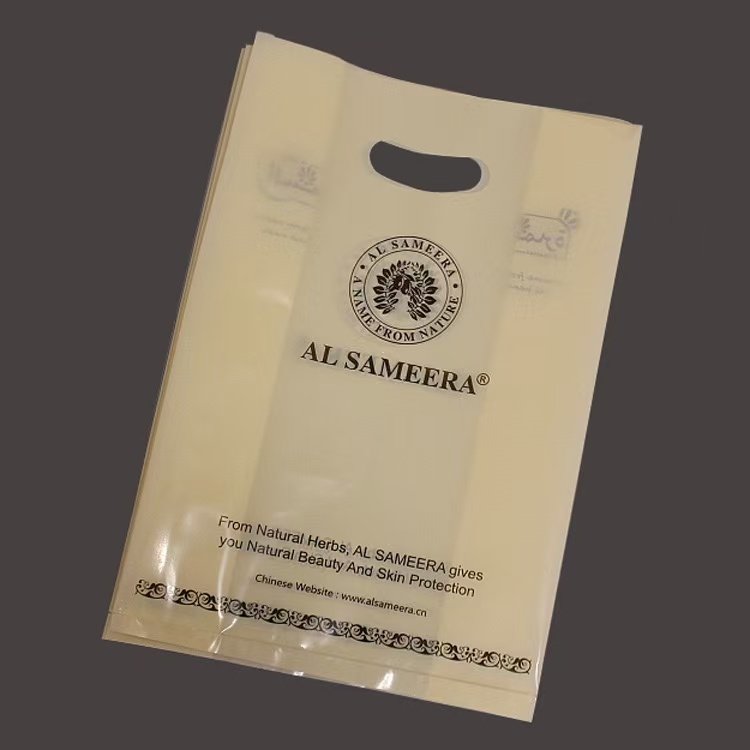 AL SAMEERA
A NAME FROM NATURE
AL SAMEERA®
From Natural Herbs, AL SAMEERA gives
you Natural Beauty And Skin Protection
Chinese Website : www.alsameera.cn